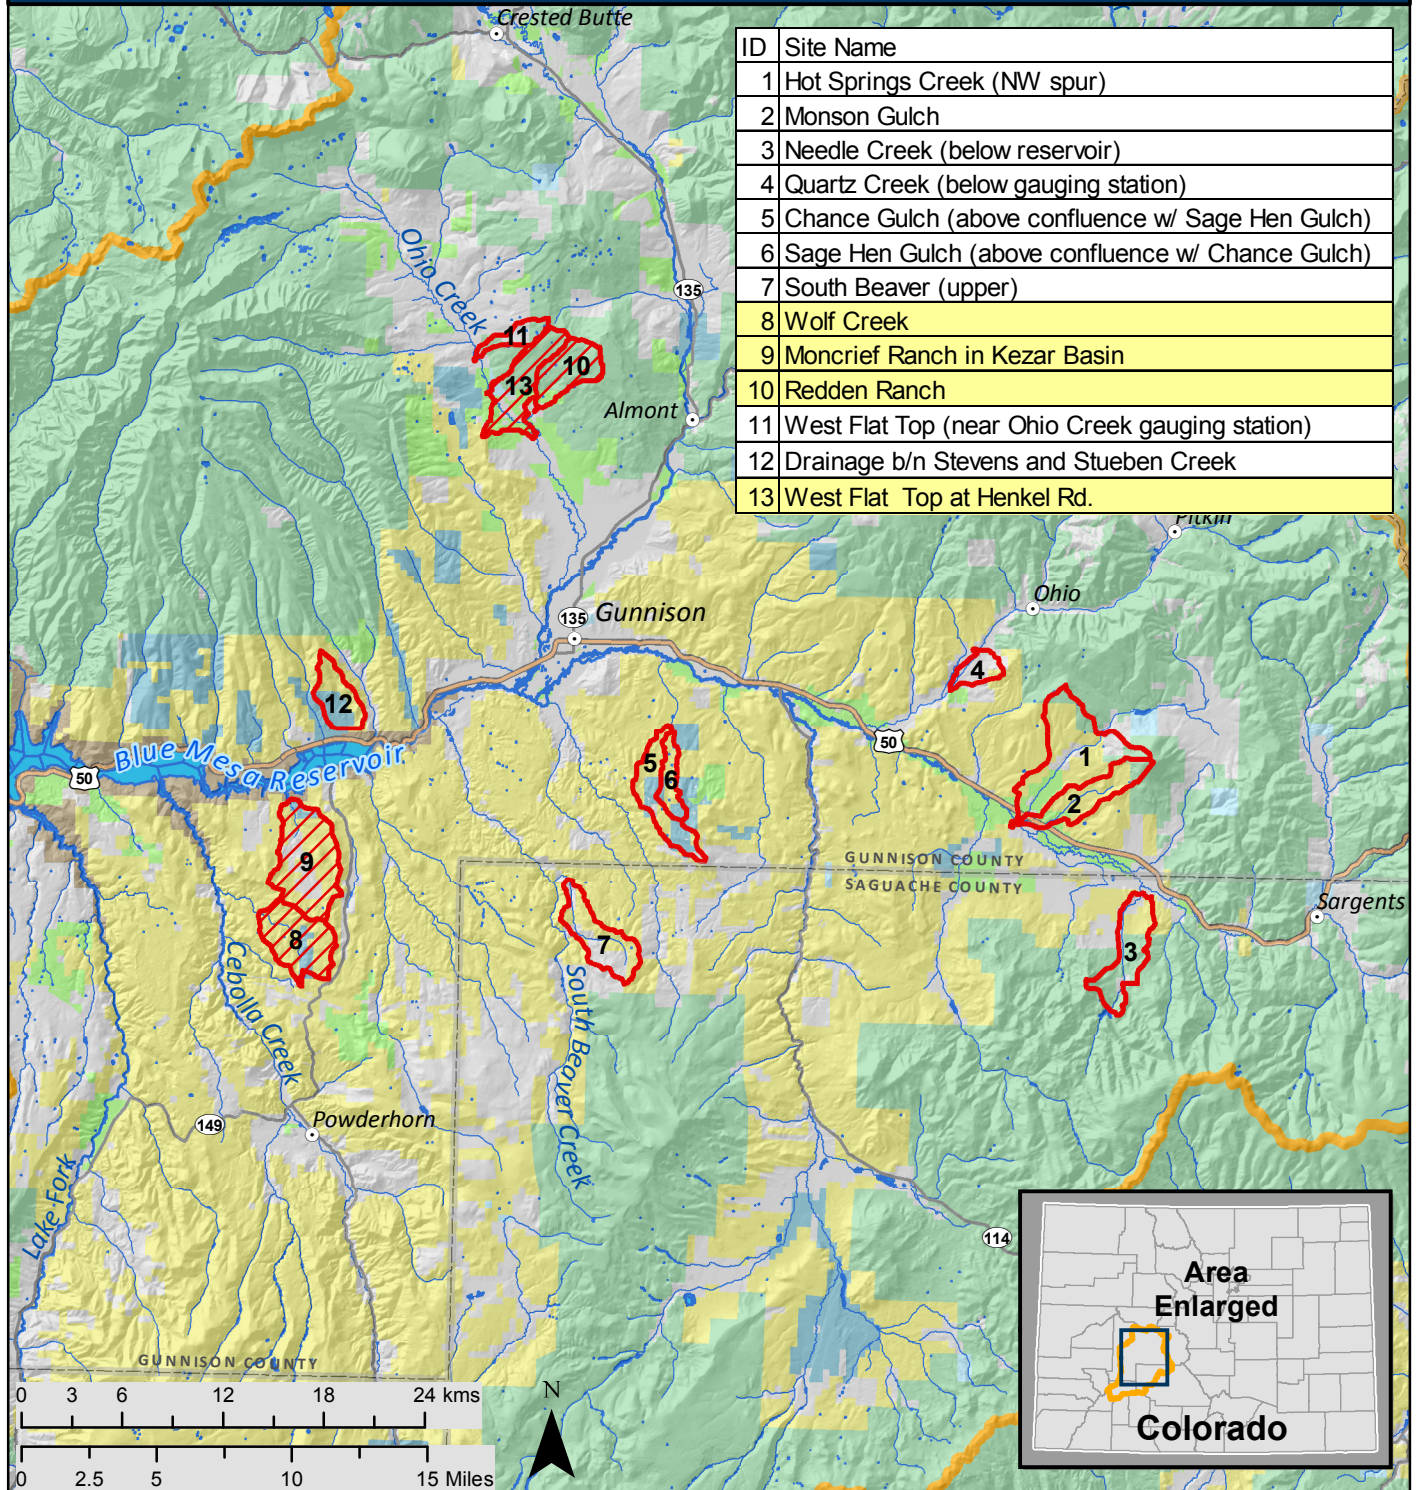 Crested Butte
ID Site Name
1 Hot Springs Creek (NW spur)
2 Monson Gulch
3 Needle Creek (below reservoir)
4 Quartz Creek (below gauging station)
5 Chance Gulch (above confluence w/ Sage Hen Gulch)
6 Sage Hen Gulch (above confluence w/ Chance Gulch)
7 South Beaver (upper)
8 Wolf Creek
9 Moncrief Ranch in Kezar Basin
10 Redden Ranch
11 West Flat Top (near Ohio Creek gauging station)
12 Drainage b/n Stevens and Stueben Creek
13 West Flat Top at Henkel Rd.
Ohio Creek
135
11
10
13
Almont
Pitkin
Ohio
135
Gunnison
4
12
50
Blue Mesa Reservoir
50
5
6
1
2
9
GUNNISON COUNTY
SAGUACHE COUNTY
Sargents
8
7
3
Cebolla Creek
South Beaver Creek
149
Powderhorn
Lake Fork
114
Area
Enlarged
Colorado
GUNNISON COUNTY
0 3 6 12 18 24 kms
N
0 2.5 5 10 15 Miles